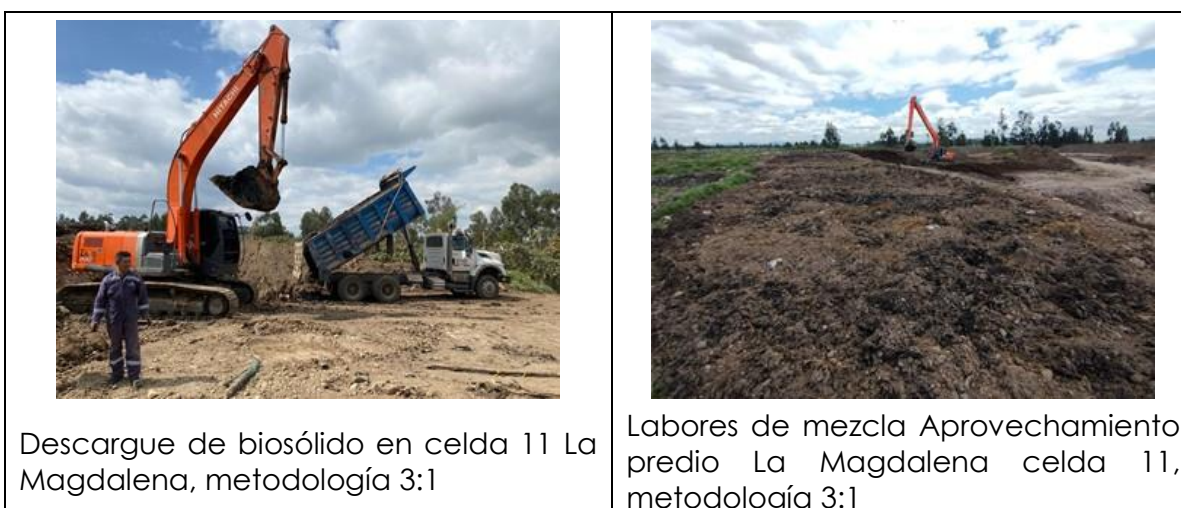 HITACHI
Descargue de biosólido en celda 11 La
Magdalena, metodología 3:1
Labores de mezcla Aprovechamiento
predio La Magdalena celda 11,
metodología 3:1